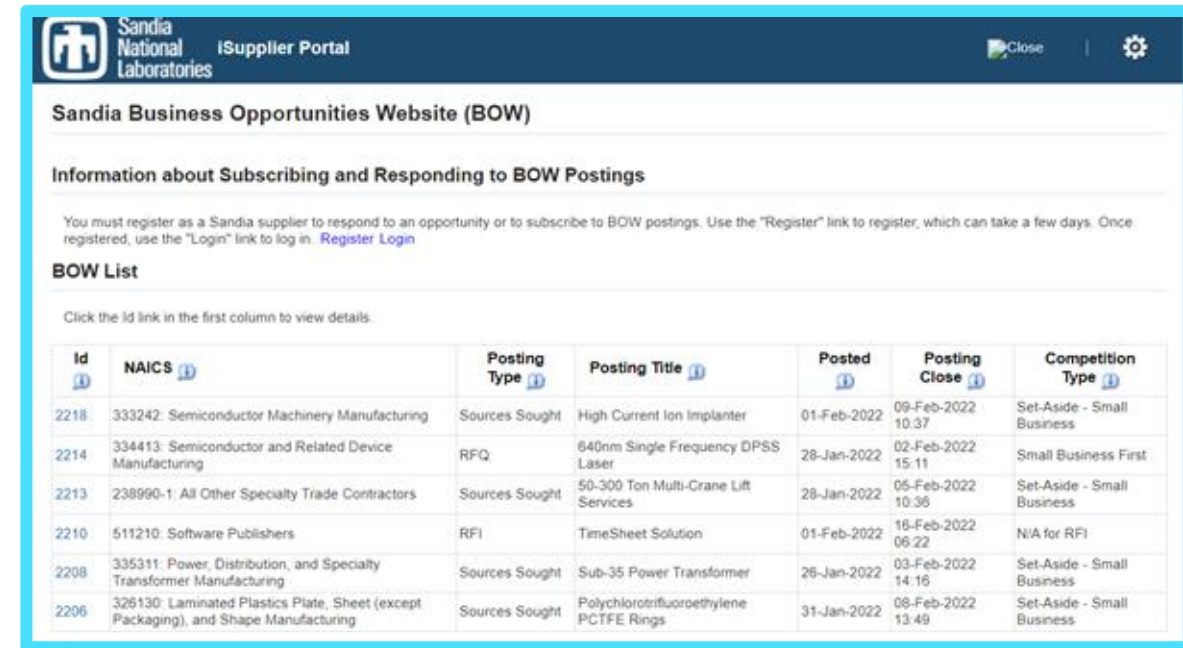 Sandia
National
Laboratories
iSupplier Portal
Close
Sandia Business Opportunities Website (BOW)
Information about Subscribing and Responding to BOW Postings
You must register as a Sandia supplier to respond to an opportunity or to subscribe to BOW postings. Use the "Register" link to register, which can take a few days. Once
registered, use the "Login" link to log in. Register Login
BOW List
Click the Id link in the first column to view details.
Id NAICS Posting Type Posting Title Posted Posting Close Competition Type
2218 333242: Semiconductor Machinery Manufacturing Sources Sought High Current Ion Implanter 01-Feb-2022 09-Feb-2022 10:37 Set-Aside - Small Business
2214 334413: Semiconductor and Related Device Manufacturing RFQ 640nm Single Frequency DPSS Laser 28-Jan-2022 02-Feb-2022 15:11 Small Business First
2213 238990-1: All Other Specialty Trade Contractors Sources Sought 50-300 Ton Multi-Crane Lift Services 28-Jan-2022 05-Feb-2022 10:36 Set-Aside - Small Business
2210 511210: Software Publishers RFI TimeSheet Solution 01-Feb-2022 16-Feb-2022 06:22 N/A for RFI
2208 335311: Power, Distribution, and Specialty Transformer Manufacturing Sources Sought Sub-35 Power Transformer 26-Jan-2022 03-Feb-2022 14:16 Set-Aside - Small Business
2206 326130: Laminated Plastics Plate, Sheet (except Packaging), and Shape Manufacturing Sources Sought Polychlorotrifluoroethylene PCTFE Rings 31-Jan-2022 08-Feb-2022 13:49 Set-Aside - Small Business